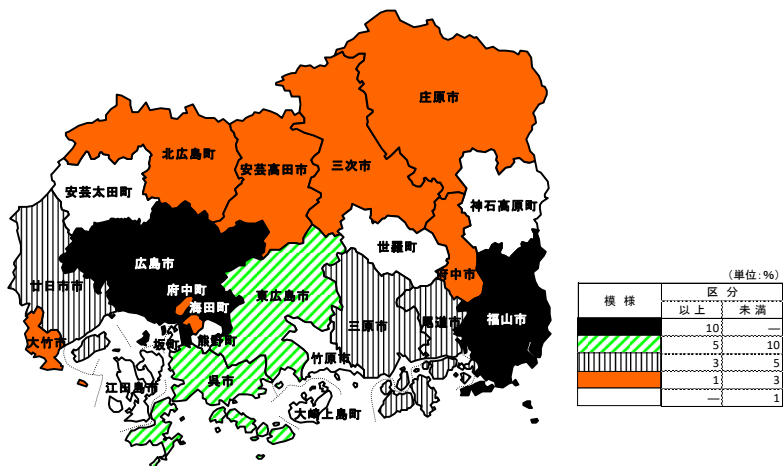 庄原市
北広島町
安芸高田市
三次市
安芸太田町
神石高原町
世羅町
広島市
府中市
廿日市市
府中町
東広島市
海田町
三原市
尾道市
福山市
大竹市
坂町
熊野町
竹原市
江田島市
呉市
大崎上島町
(単位:%)
模様 区分
以上 未満
10 ―
5 10
3 5
1 3
― 1